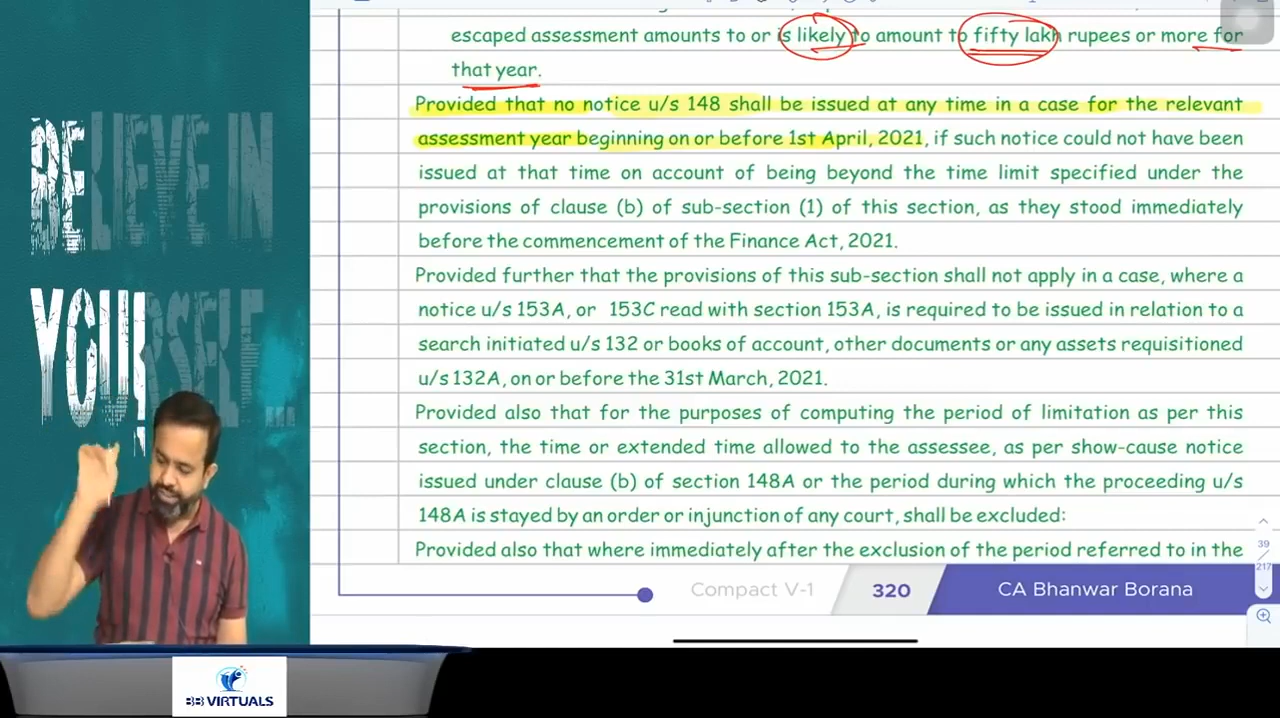 BELIEVE IN
YOURSELF...
escaped assessment amounts to or is likely to amount to fifty lakh rupees or more for
that year.
Provided that no notice u/s 148 shall be issued at any time in a case for the relevant
assessment year beginning on or before 1st April, 2021, if such notice could not have been
issued at that time on account of being beyond the time limit specified under the
provisions of clause (b) of sub-section (1) of this section, as they stood immediately
before the commencement of the Finance Act, 2021.
Provided further that the provisions of this sub-section shall not apply in a case, where a
notice u/s 153A, or 153C read with section 153A, is required to be issued in relation to a
search initiated u/s 132 or books of account, other documents or any assets requisitioned
u/s 132A, on or before the 31st March, 2021.
Provided also that for the purposes of computing the period of limitation as per this
section, the time or extended time allowed to the assessee, as per show-cause notice
issued under clause (b) of section 148A or the period during which the proceeding u/s
148A is stayed by an order or injunction of any court, shall be excluded:
Provided also that where immediately after the exclusion of the period referred to in the
Compact V-1
320
CA Bhanwar Borana
39
217
BB VIRTUALS